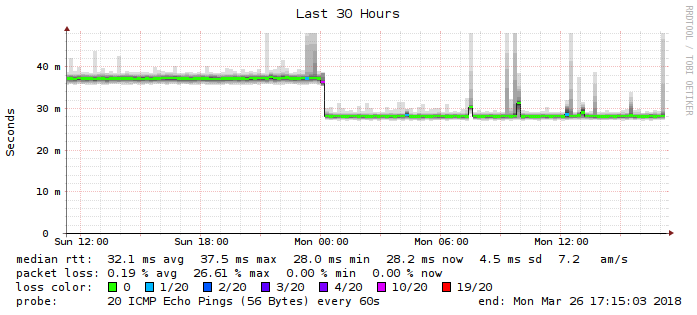 Last 30 Hours
RRDTOOL / TOBI OETIKER
Seconds
40 m
30 m
20 m
10 m
0
Sun 12:00 Sun 18:00 Mon 00:00 Mon 06:00 Mon 12:00
median rtt: 32.1 ms avg 37.5 ms max 28.0 ms min 28.2 ms now 4.5 ms sd 7.2 am/s
packet loss: 0.19 % avg 26.61 % max 0.00 % min 0.00 % now
loss color: 0 1/20 2/20 3/20 4/20 10/20 19/20
probe: 20 ICMP Echo Pings (56 Bytes) every 60s end: Mon Mar 26 17:15:03 2018